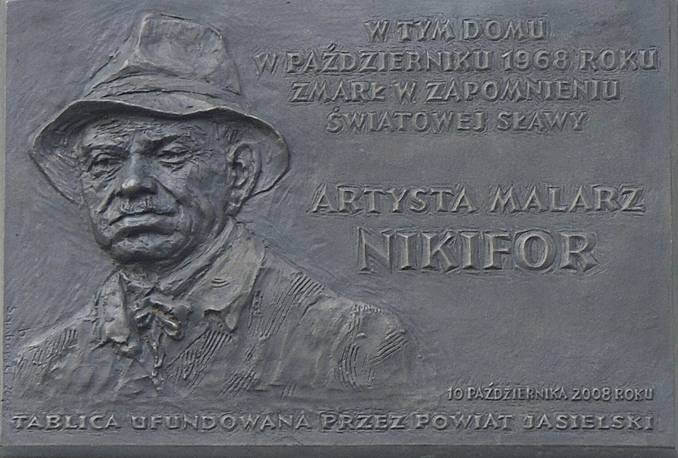 W TYM DOMU
W PAŹDZIERNIKU 1968 ROKU
ZMARŁ W ZAPOMNIENIU
ŚWIATOWEJ SŁAWY
ARTYSTA MALARZ
NIKIFOR
10 PAŹDZIERNIKA 2008 ROKU
TABLICA UFUNDOWANA PRZEZ POWIAT JASIELSKI